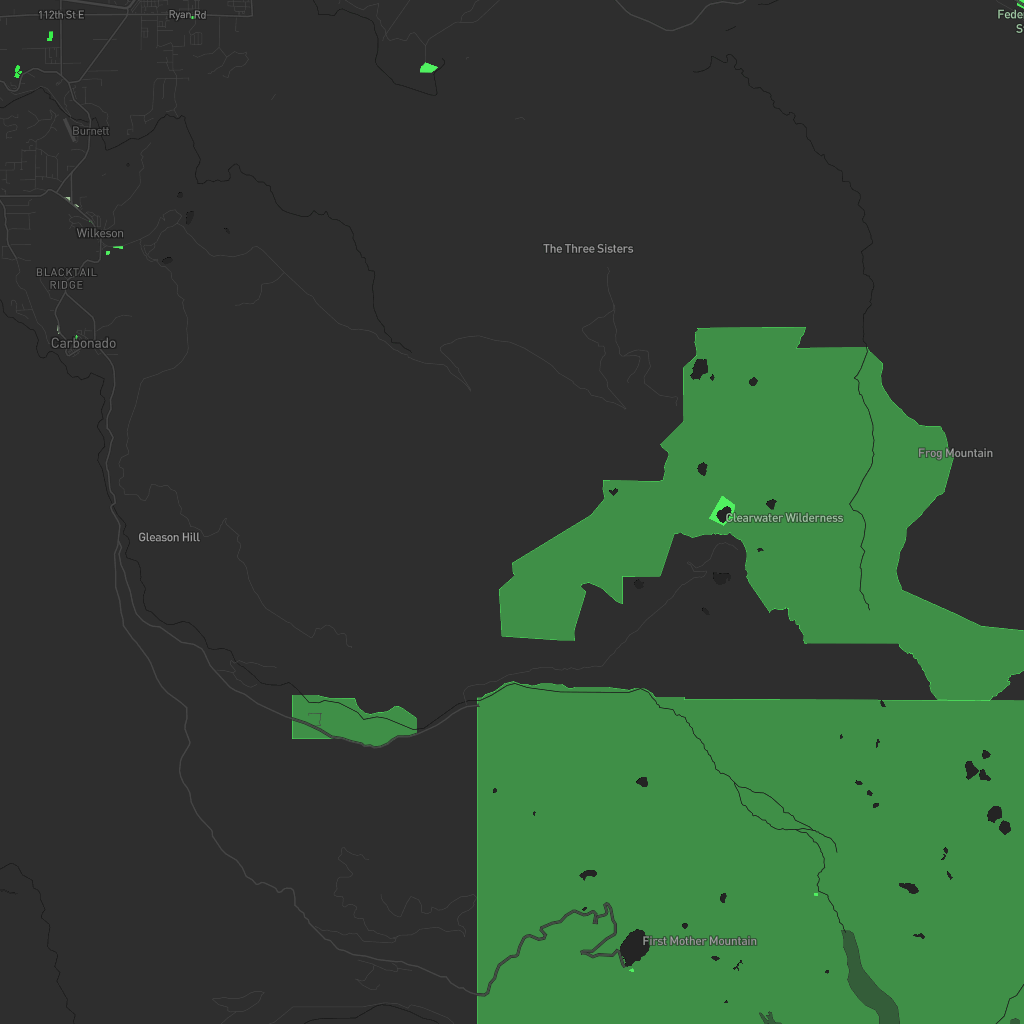 112th St E
Ryan Rd
Burnett
Wilkeson
BLACKTAIL
RIDGE
Carbonado
The Three Sisters
Frog Mountain
Clearwater Wilderness
Gleason Hill
First Mother Mountain